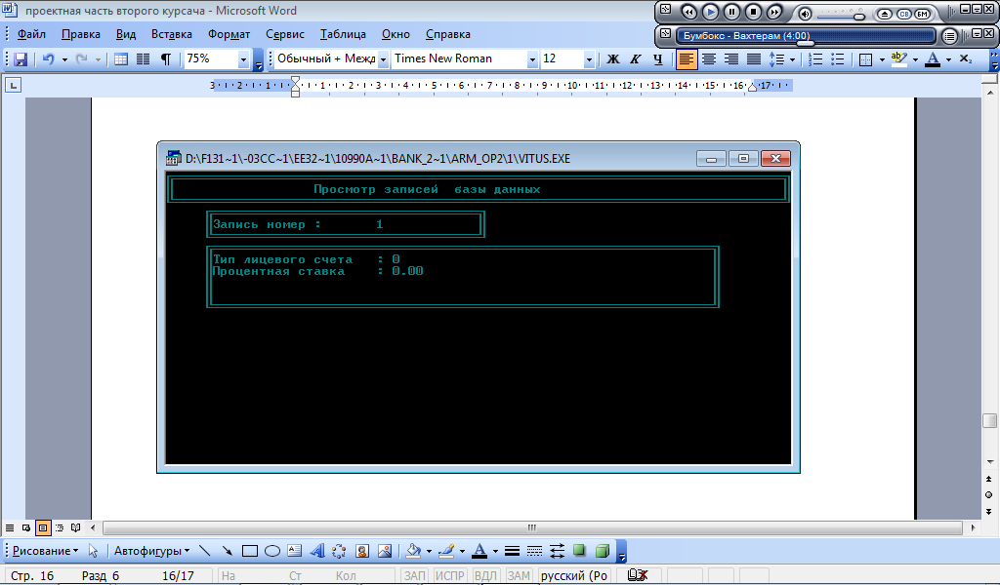 проектная часть второго курсача - Microsoft Word
Бумбокс - Вахтерам (4:00)
Файл Правка Вид Вставка Формат Сервис Таблица Окно Справка
75% Обычный + Межд Times New Roman 12 Ж К Ч
3 2 1 1 2 3 4 5 6 7 8 9 10 11 12 13 14 15 16 17
D:\F131~1\-03CC~1\EE32~1\10990A~1\BANK_2~1\ARM_OP2\1\VITUS.EXE
Просмотр записей базы данных
Запись номер : 1
Тип лицевого счета : 0
Процентная ставка : 0.00
Рисование Автофигуры
Стр. 16 Разд 6 16/17 На Ст Кол ЗАП ИСПР ВДЛ ЗАМ русский (Ро